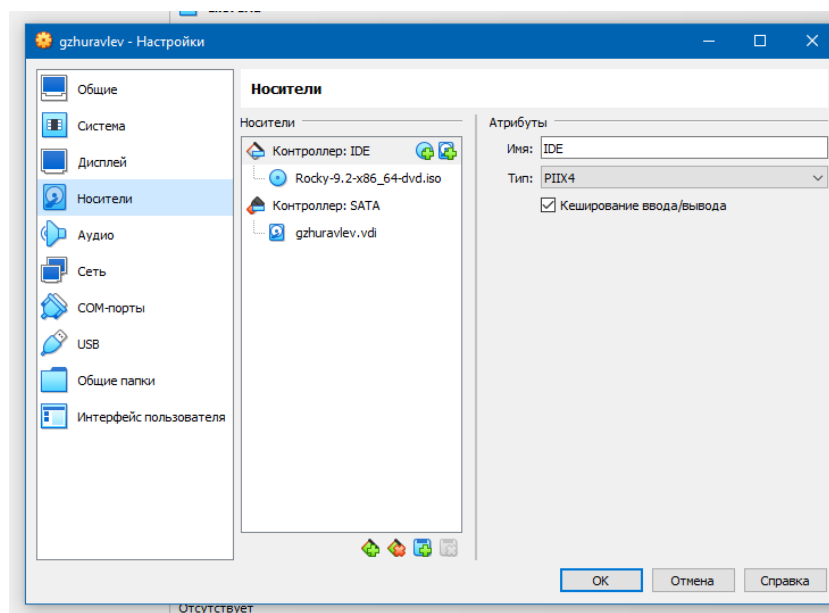 gzhuravlev - Настройки
Общие
Система
Дисплей
Носители
Аудио
Сеть
COM-порты
USB
Общие папки
Интерфейс пользователя
Носители
Носители
Контроллер: IDE
Rocky-9.2-x86_64-dvd.iso
Контроллер: SATA
gzhuravlev.vdi
Атрибуты
Имя: IDE
Тип: PIIX4
Кеширование ввода/вывода
OK
Отмена
Справка
Отсутствует